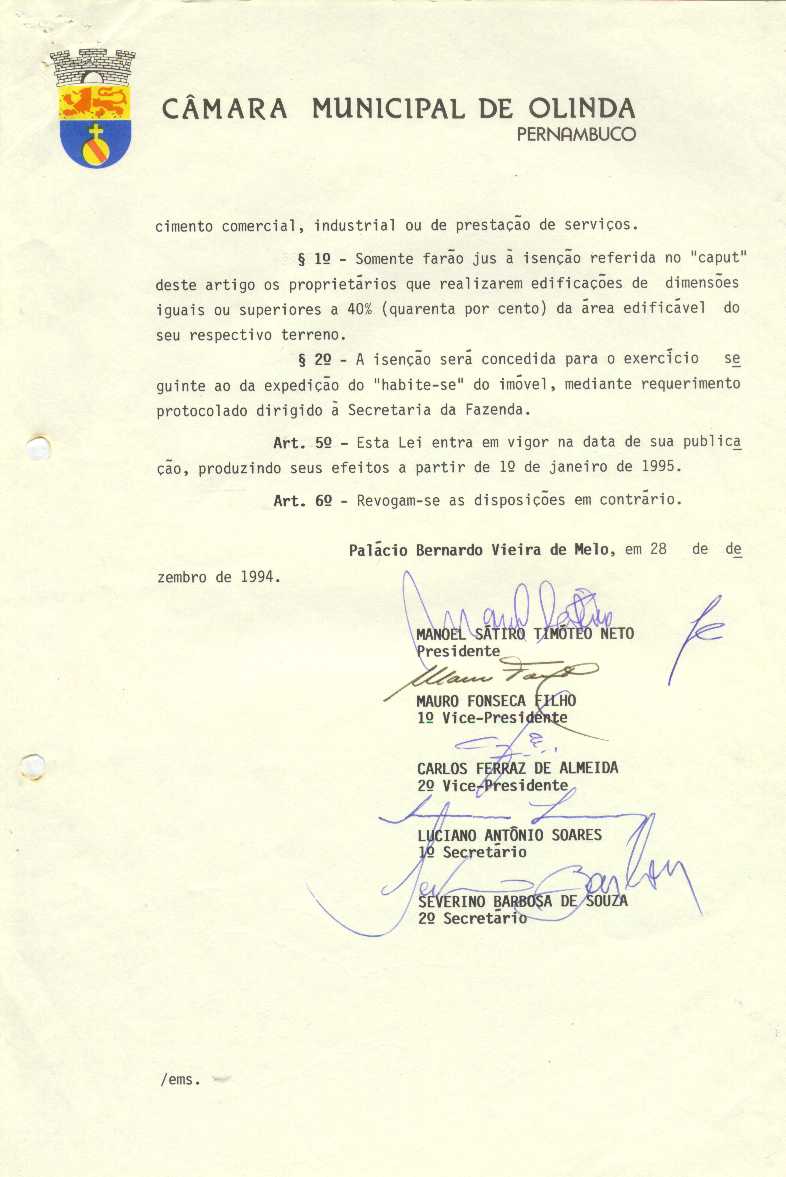 CÂMARA MUNICIPAL DE OLINDA
PERNAMBUCO
cimento comercial, industrial ou de prestação de serviços.
§ 1º - Somente farão jus à isenção referida no "caput"
deste artigo os proprietários que realizarem edificações de dimensões
iguais ou superiores a 40% (quarenta por cento) da área edificável do
seu respectivo terreno.
§ 2º - A isenção será concedida para o exercício se
guinte ao da expedição do "habite-se" do imóvel, mediante requerimento
protocolado dirigido à Secretaria da Fazenda.
Art. 5º - Esta Lei entra em vigor na data de sua publica
ção, produzindo seus efeitos a partir de 1º de janeiro de 1995.
Art. 6º - Revogam-se as disposições em contrário.
Palácio Bernardo Vieira de Melo, em 28 de de
zembro de 1994.
MANOEL SÁTIRO TIMÓTEO NETO
Presidente
MAURO FONSECA FILHO
1º Vice-Presidente
CARLOS FERRAZ DE ALMEIDA
2º Vice-Presidente
LUCIANO ANTÔNIO SOARES
1º Secretário
SEVERINO BARBOSA DE SOUZA
2º Secretário
/ems.